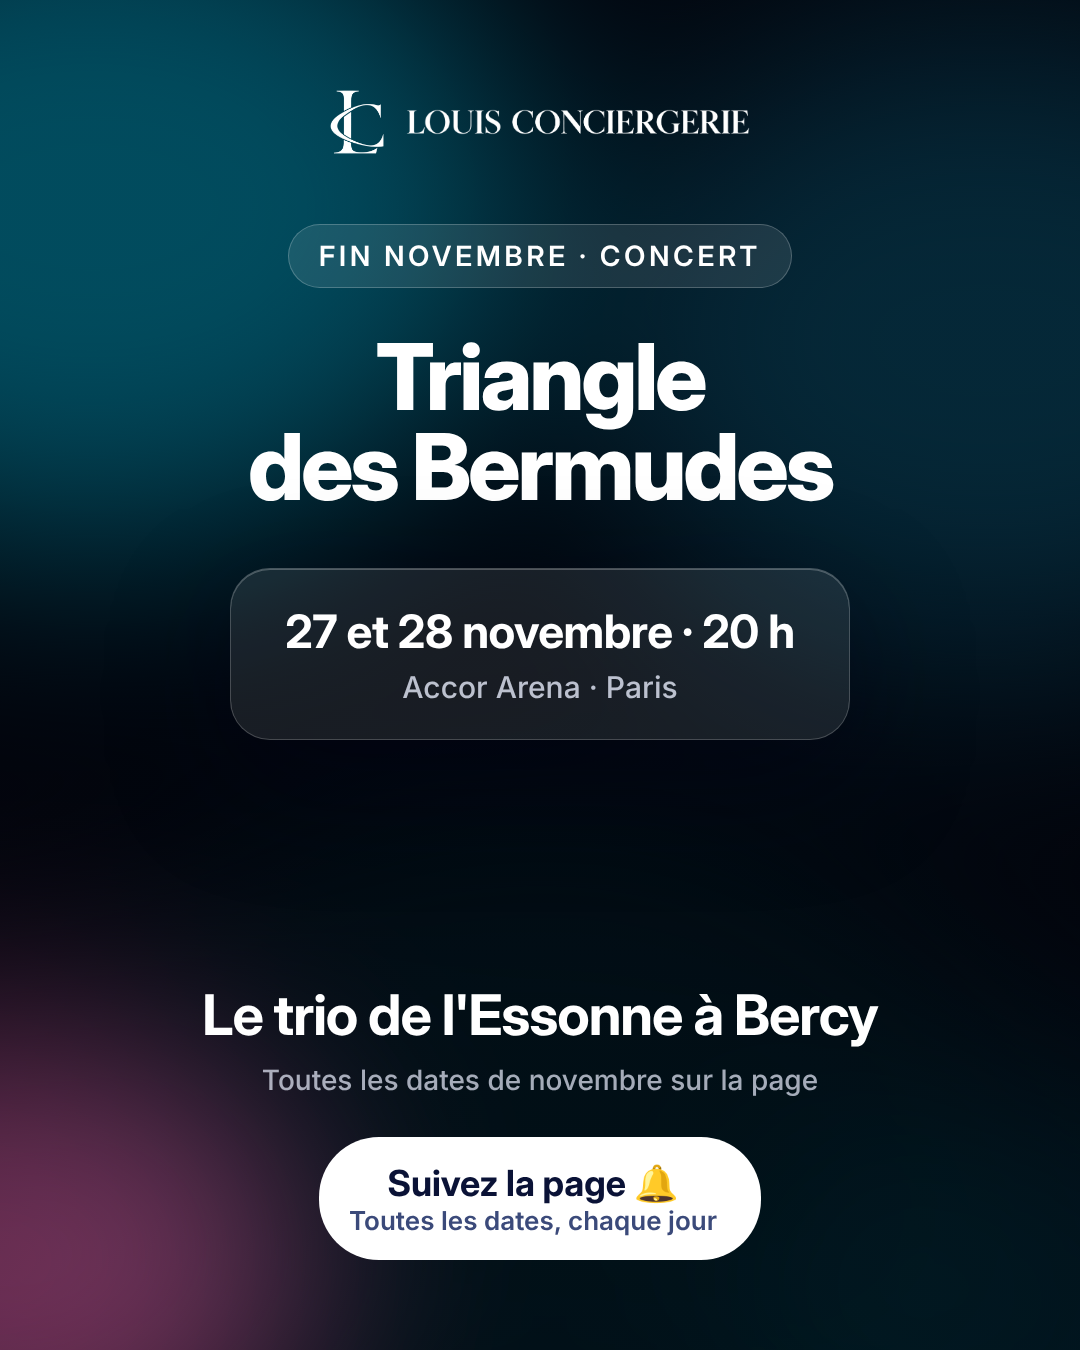 LC LOUIS CONCIERGERIE
FIN NOVEMBRE · CONCERT
Triangle
des Bermudes
27 et 28 novembre · 20 h
Accor Arena · Paris
Le trio de l'Essonne à Bercy
Toutes les dates de novembre sur la page
Suivez la page 🔔
Toutes les dates, chaque jour